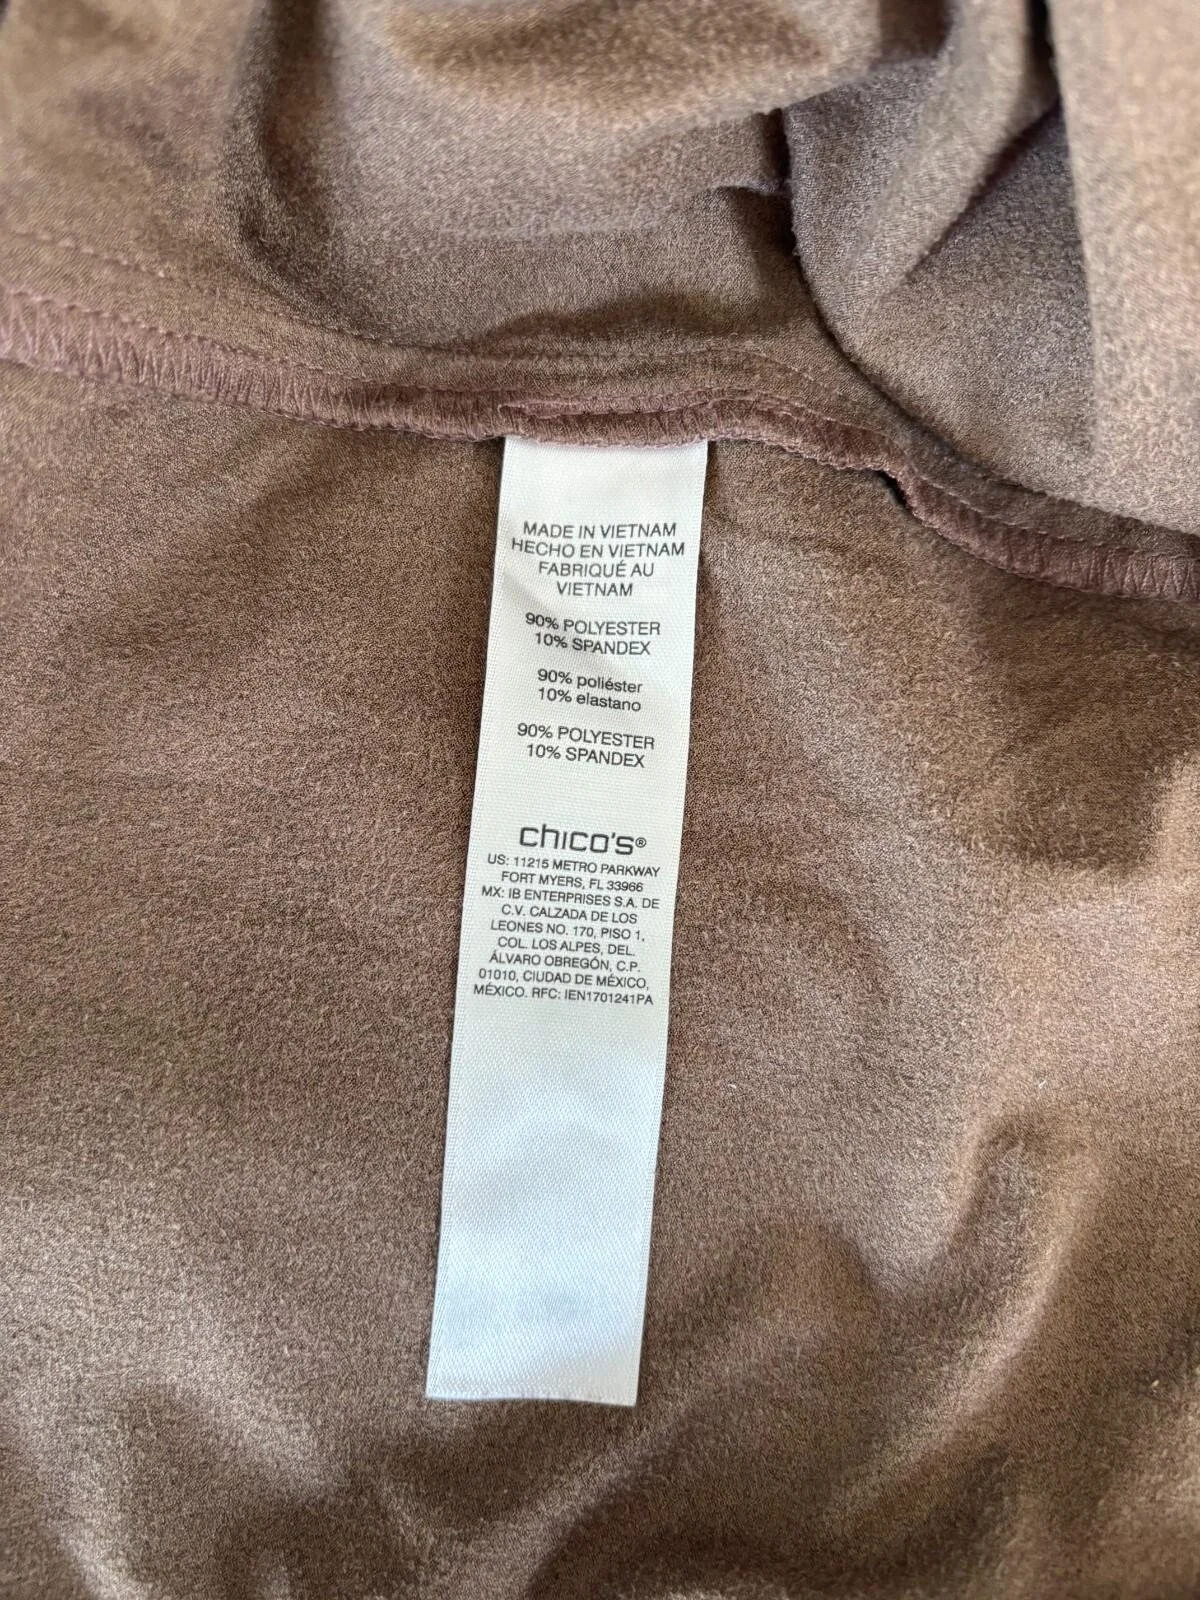 MADE IN VIETNAM
HECHO EN VIETNAM
FABRIQUÉ AU
VIETNAM
90% POLYESTER
10% SPANDEX
90% poliéster
10% elastano
90% POLYESTER
10% SPANDEX
chico's®
US: 11215 METRO PARKWAY
FORT MYERS, FL 33966
MX: IB ENTERPRISES S.A. DE
C.V. CALZADA DE LOS
LEONES NO. 170, PISO 1,
COL. LOS ALPES, DEL.
ÁLVARO OBREGÓN, C.P.
01010, CIUDAD DE MÉXICO,
MÉXICO. RFC: IEN1701241PA